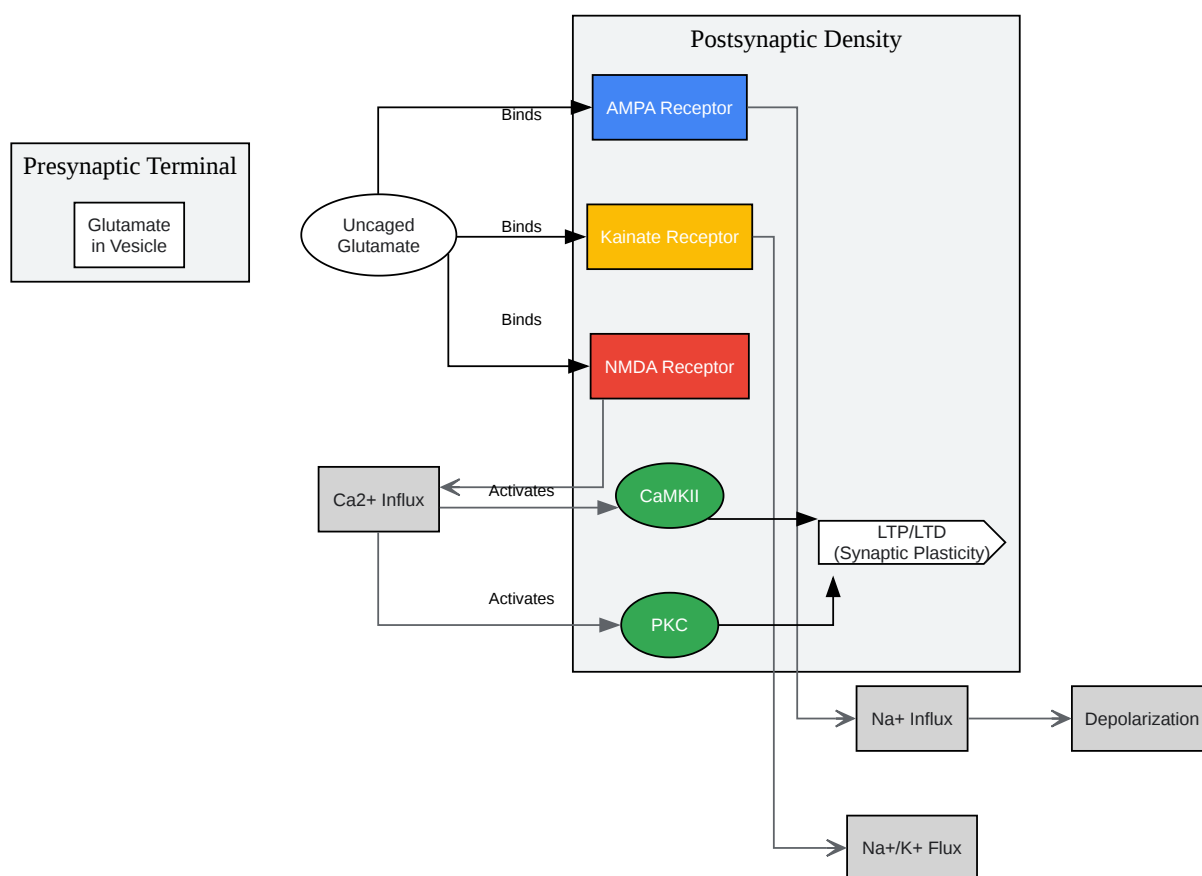 Postsynaptic Density
AMPA Receptor
Binds
Presynaptic Terminal
Glutamate
in Vesicle
Uncaged
Glutamate
Binds
Kainate Receptor
Binds
NMDA Receptor
Ca2+ Influx
Activates
CaMKII
LTP/LTD
(Synaptic Plasticity)
Activates
PKC
Na+ Influx
Depolarization
Na+/K+ Flux